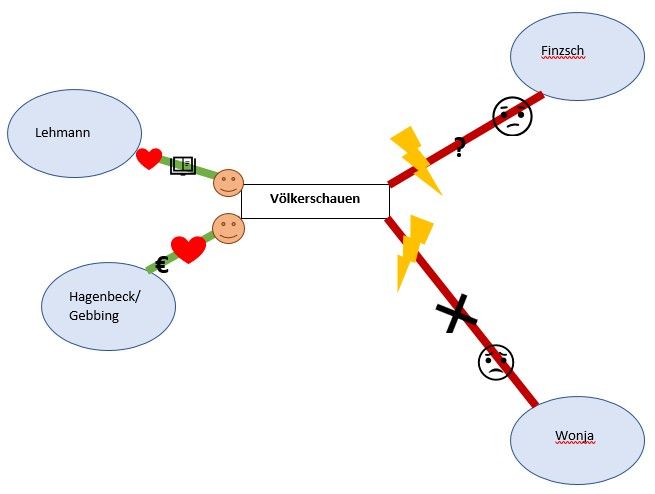 Finzsch
Lehmann
?
Völkerschauen
€
Hagenbeck/
Gebbing
Wonja